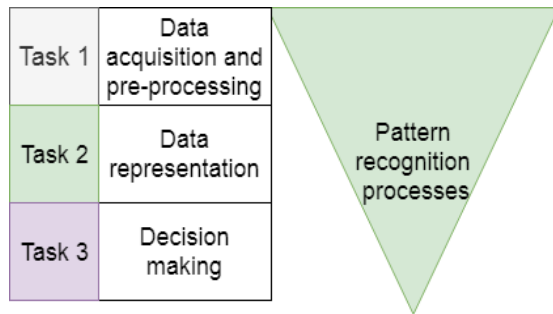 Task 1
Data
acquisition and
pre-processing
Task 2
Data
representation
Task 3
Decision
making
Pattern
recognition
processes